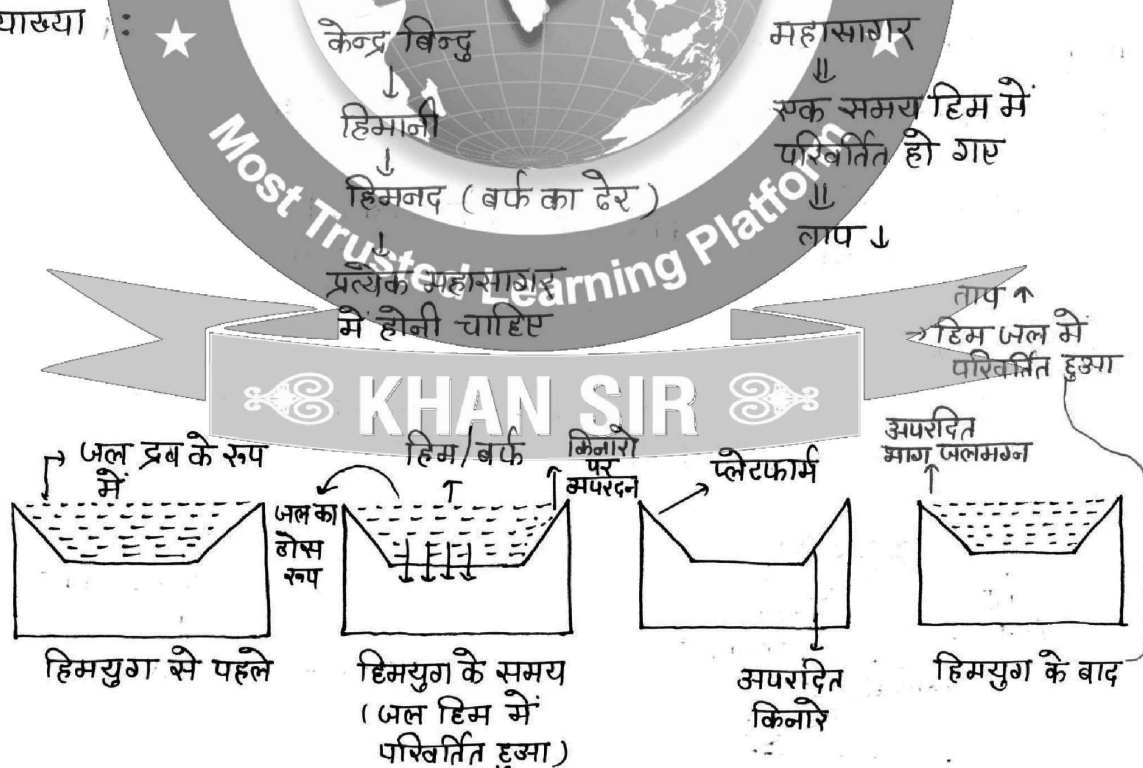 याख्या :
केन्द्र बिन्दु
↓
हिमानी
↓
हिमनद (बर्फ का ढेर)
↓
प्रत्येक महासागर
में होनी चाहिए
महासागर
⇓
एक समय हिम में
परिवर्तित हो गए
⇓
ताप ↓
Most Trusted Learning Platform
KHAN SIR
ताप ↑
→ हिम जल में
परिवर्तित हुआ
→ जल द्रब के रूप
में
हिमयुग से पहले
हिम/बर्फ
जल का
ठोस
रूप
किनारो
पर
अपरदन
हिमयुग के समय
(जल हिम में
परिवर्तित हुआ)
प्लेटफार्म
अपरदित
किनारे
अपरदित
भाग जलमग्न
हिमयुग के बाद